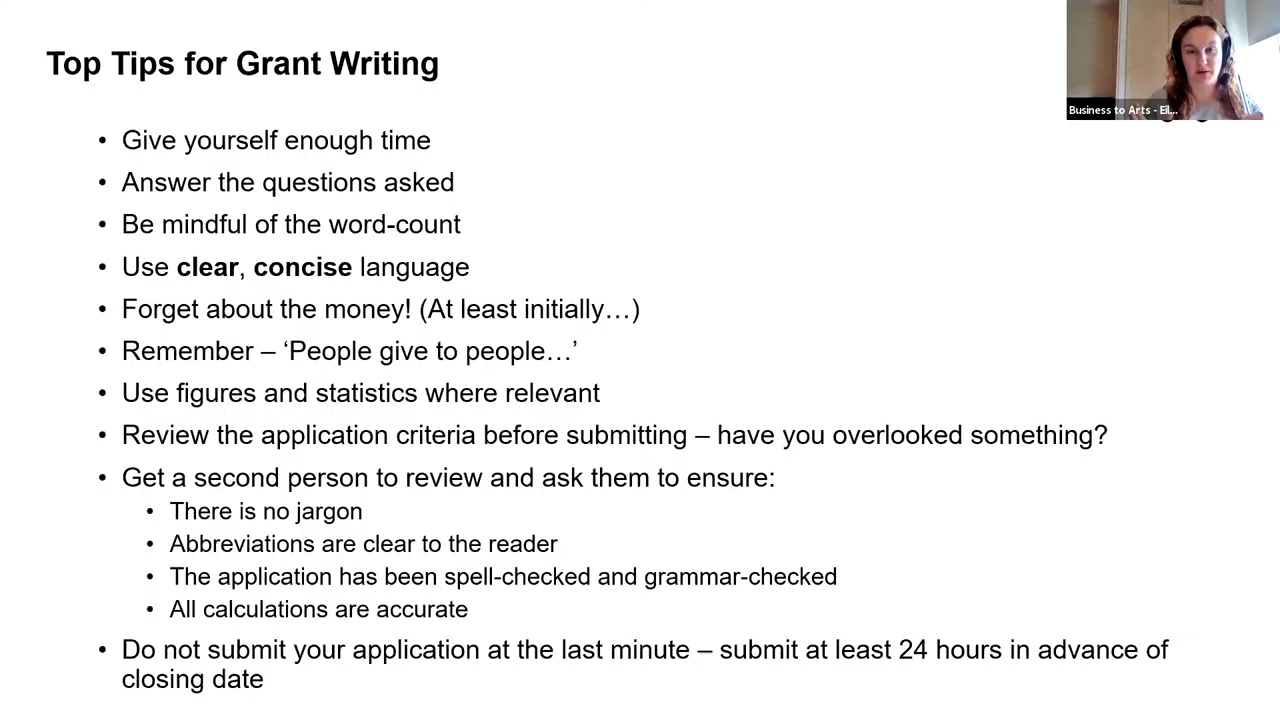 Top Tips for Grant Writing
Business to Arts - Eil...
• Give yourself enough time
• Answer the questions asked
• Be mindful of the word-count
• Use clear, concise language
• Forget about the money! (At least initially…)
• Remember – ‘People give to people…’
• Use figures and statistics where relevant
• Review the application criteria before submitting – have you overlooked something?
• Get a second person to review and ask them to ensure:
• There is no jargon
• Abbreviations are clear to the reader
• The application has been spell-checked and grammar-checked
• All calculations are accurate
• Do not submit your application at the last minute – submit at least 24 hours in advance of
closing date